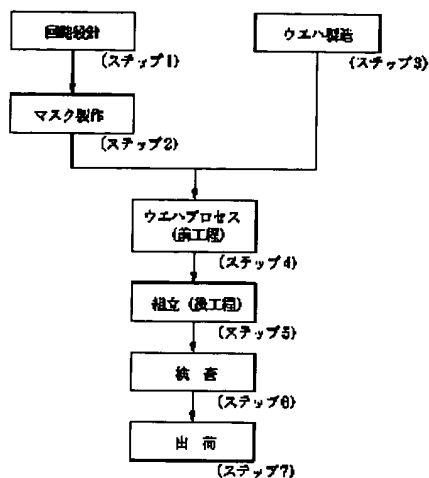 回路設計
(ステップ1)
ウエハ製造
(ステップ3)
マスク製作
(ステップ2)
ウエハプロセス
(前工程)
(ステップ4)
組立(後工程)
(ステップ5)
検 査
(ステップ6)
出 荷
(ステップ7)